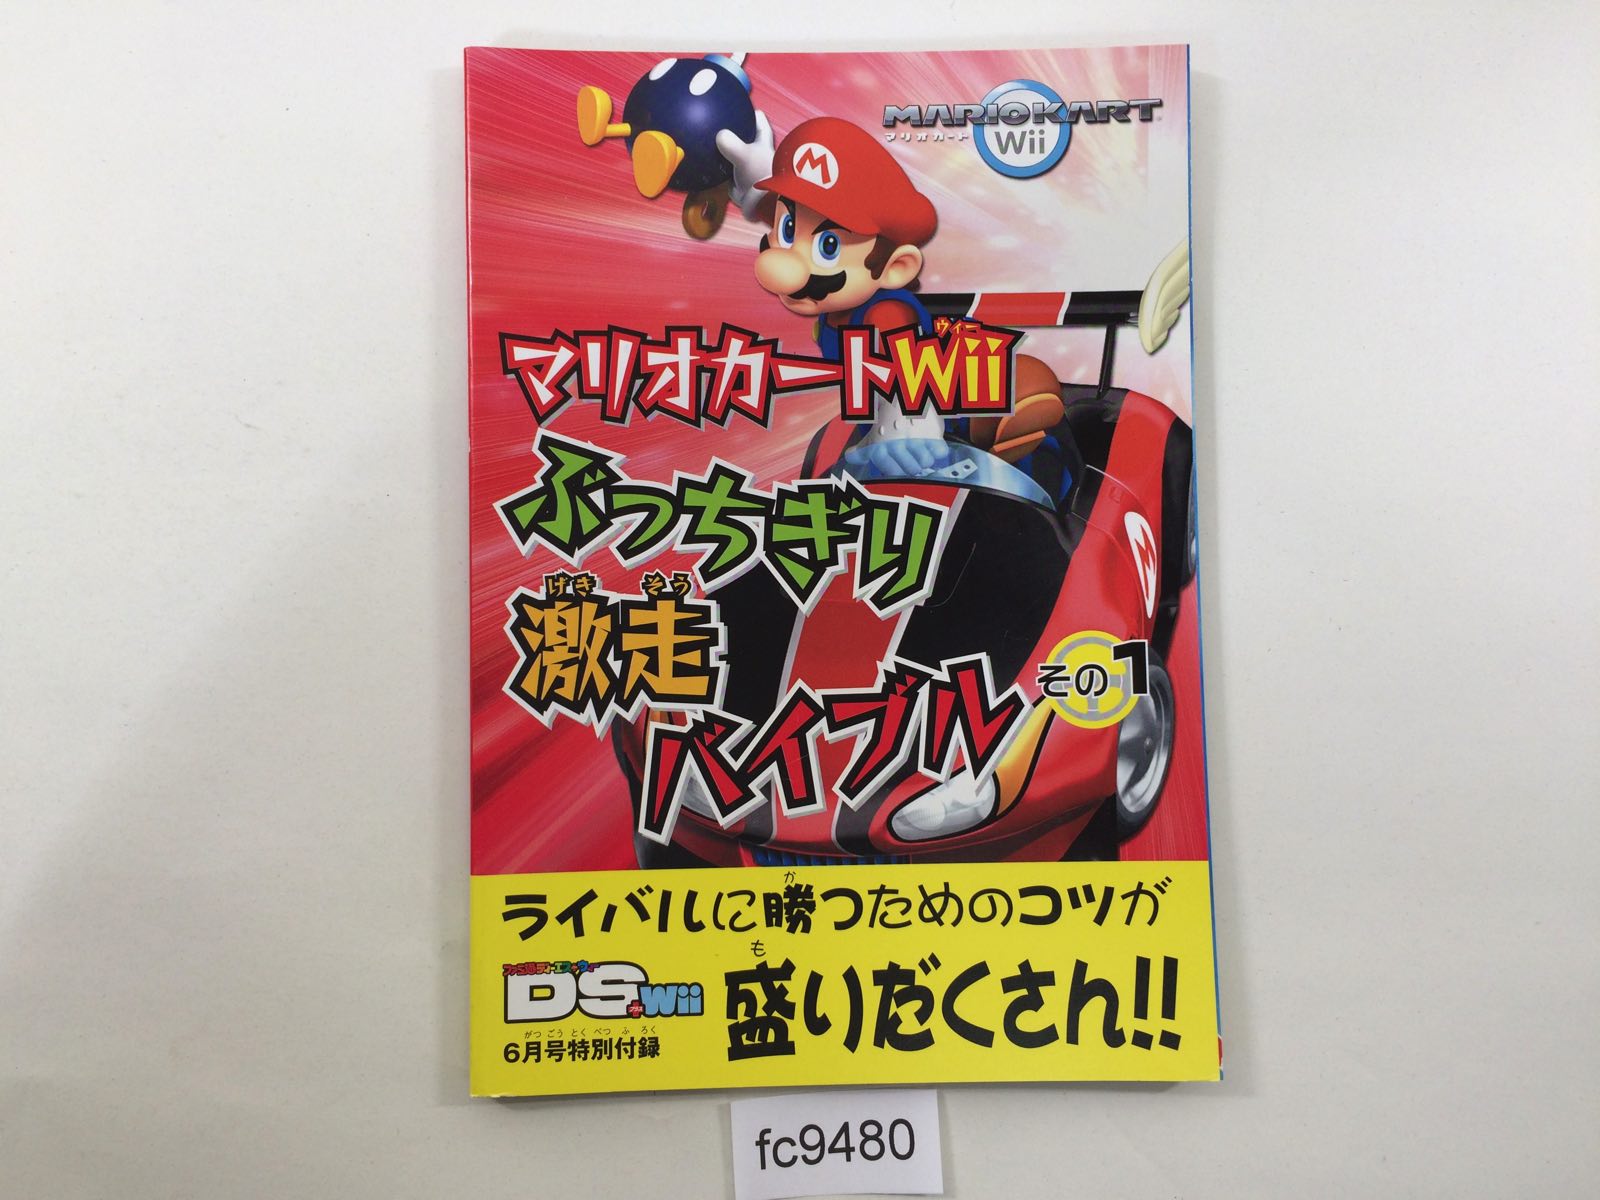 MARIOKART
マリオカート
Wii
M
ウィー
マリオカートWii
ぶっちぎり
げき そう
激走
バイブル その1
M
か
ライバルに勝つためのコツが
も
盛りだくさん!!
ファミ通ディーエス+ウィー
DS+Wii
プラス
がつ ごう とく べつ ふ ろく
6月号特別付録
fc9480